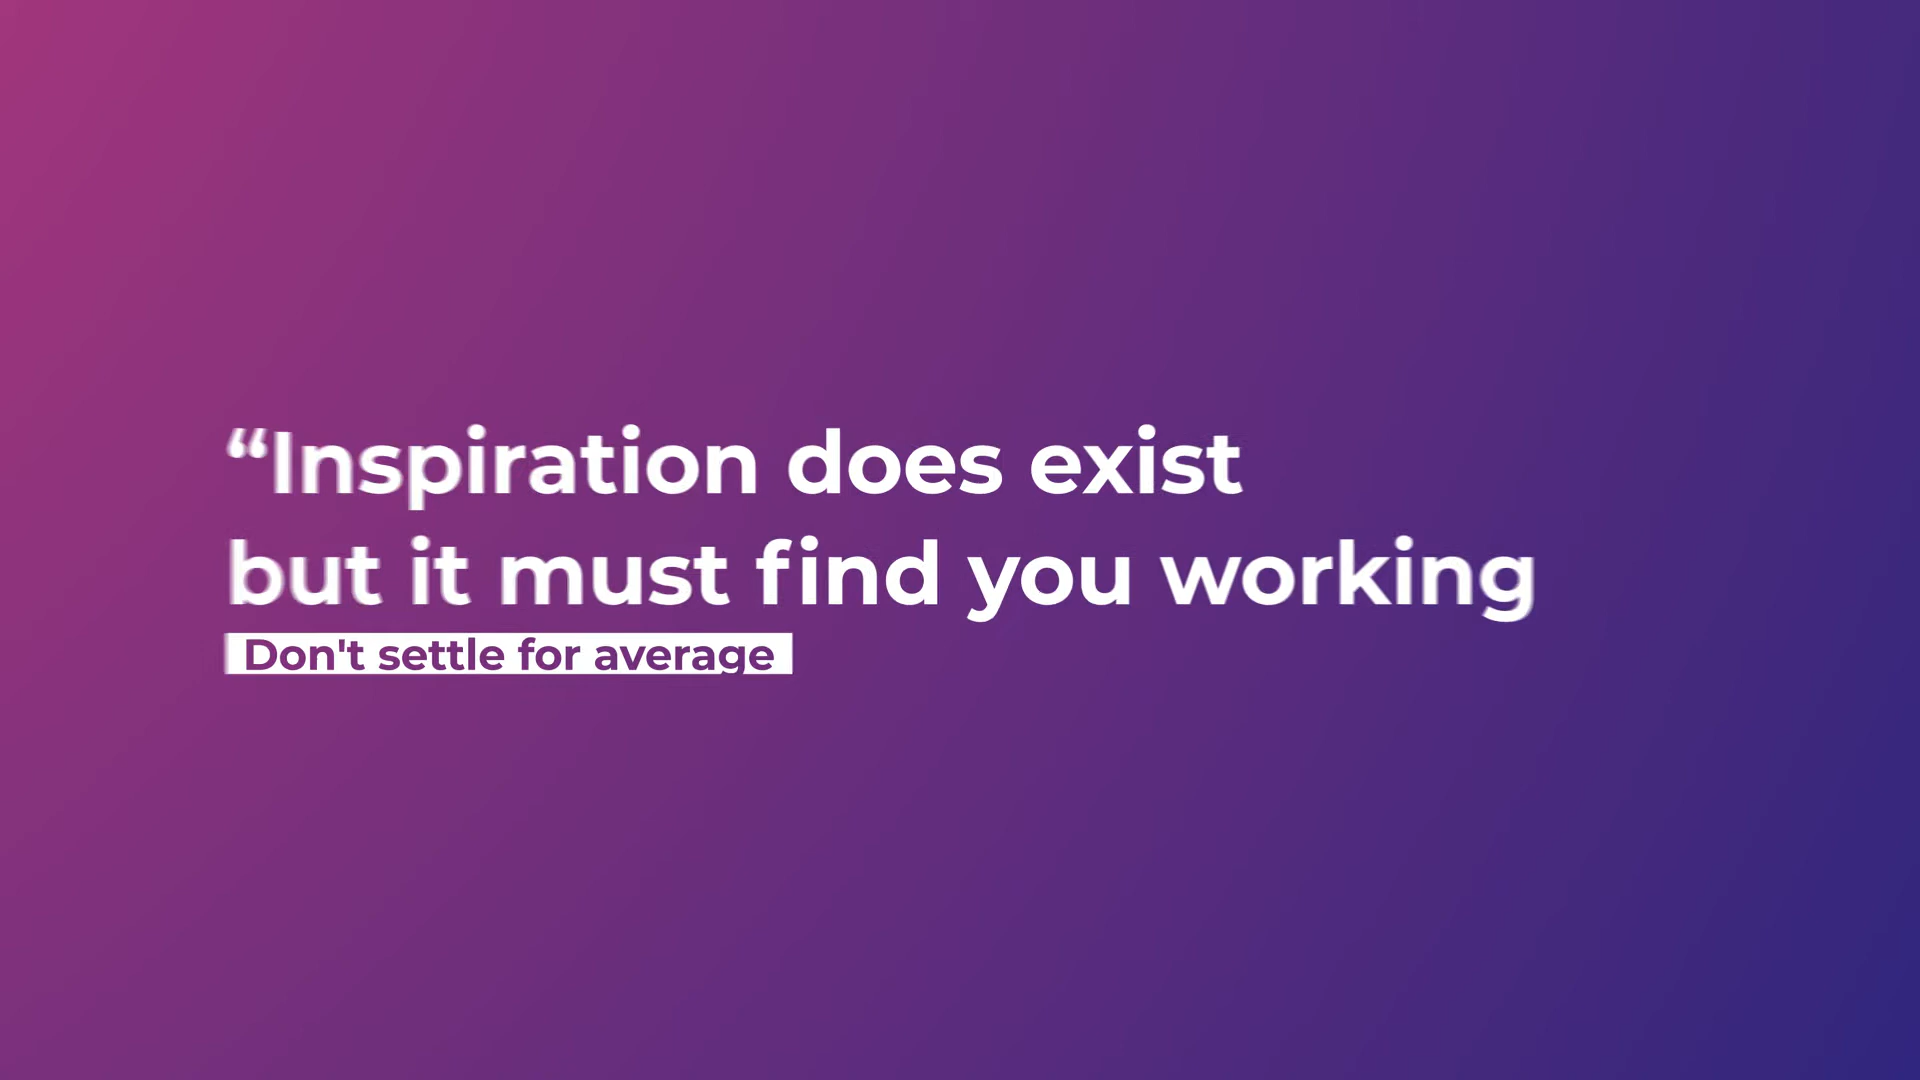 “Inspiration does exist
but it must find you working
Don't settle for average